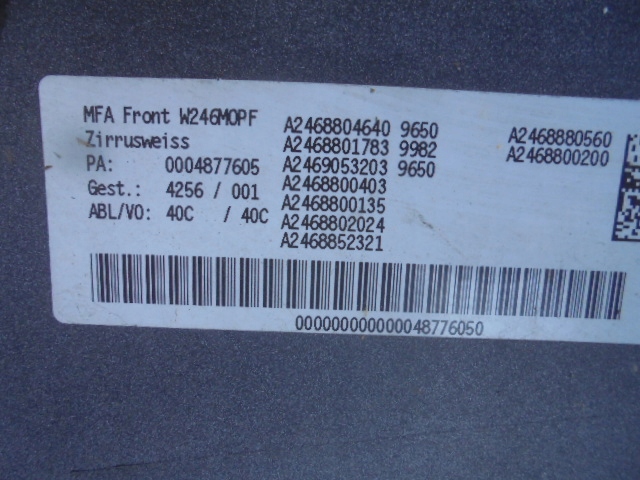 MFA Front W246MOPF
Zirrusweiss
PA: 0004877605
Gest.: 4256 / 001
ABL/VO: 40C / 40C
A2468804640 9650
A2468801783 9982
A2469053203 9650
A2468800403
A2468800135
A2468802024
A2468852321
A2468880560
A2468800200
00000000000048776050